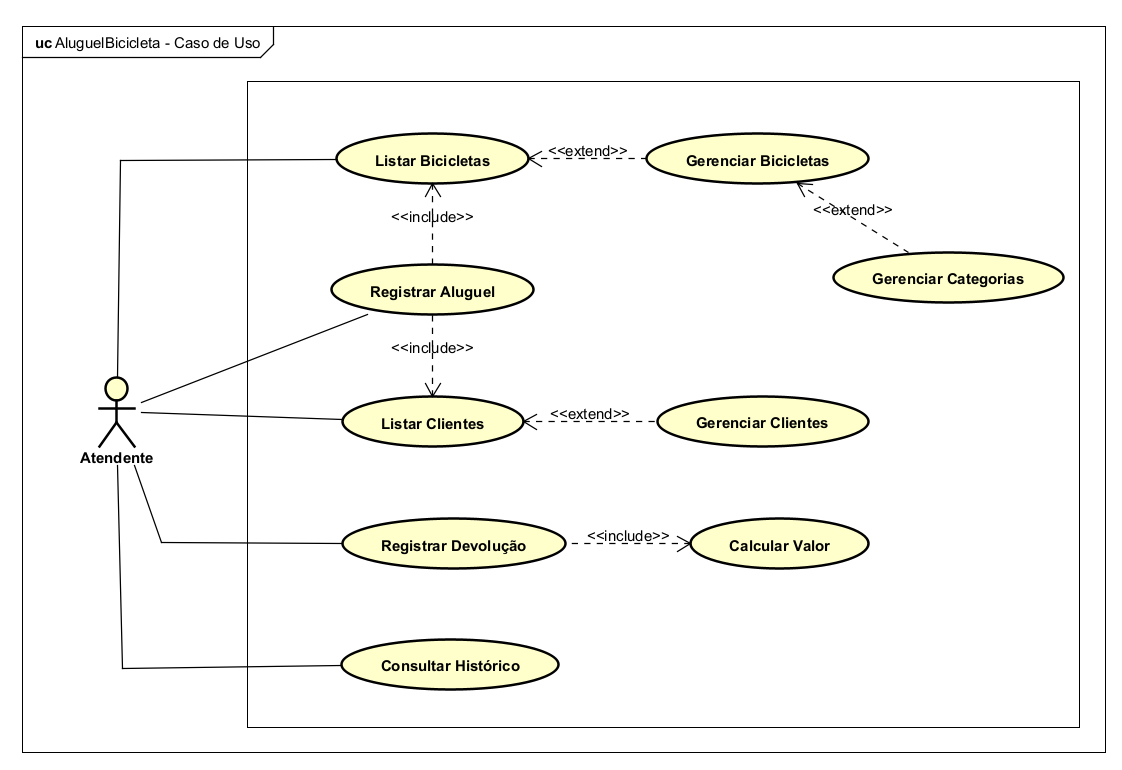 uc AluguelBicicleta - Caso de Uso
Listar Bicicletas
<<extend>>
Gerenciar Bicicletas
<<include>>
<<extend>>
Gerenciar Categorias
Registrar Aluguel
<<include>>
Listar Clientes
<<extend>>
Gerenciar Clientes
Atendente
Registrar Devolução
<<include>>
Calcular Valor
Consultar Histórico